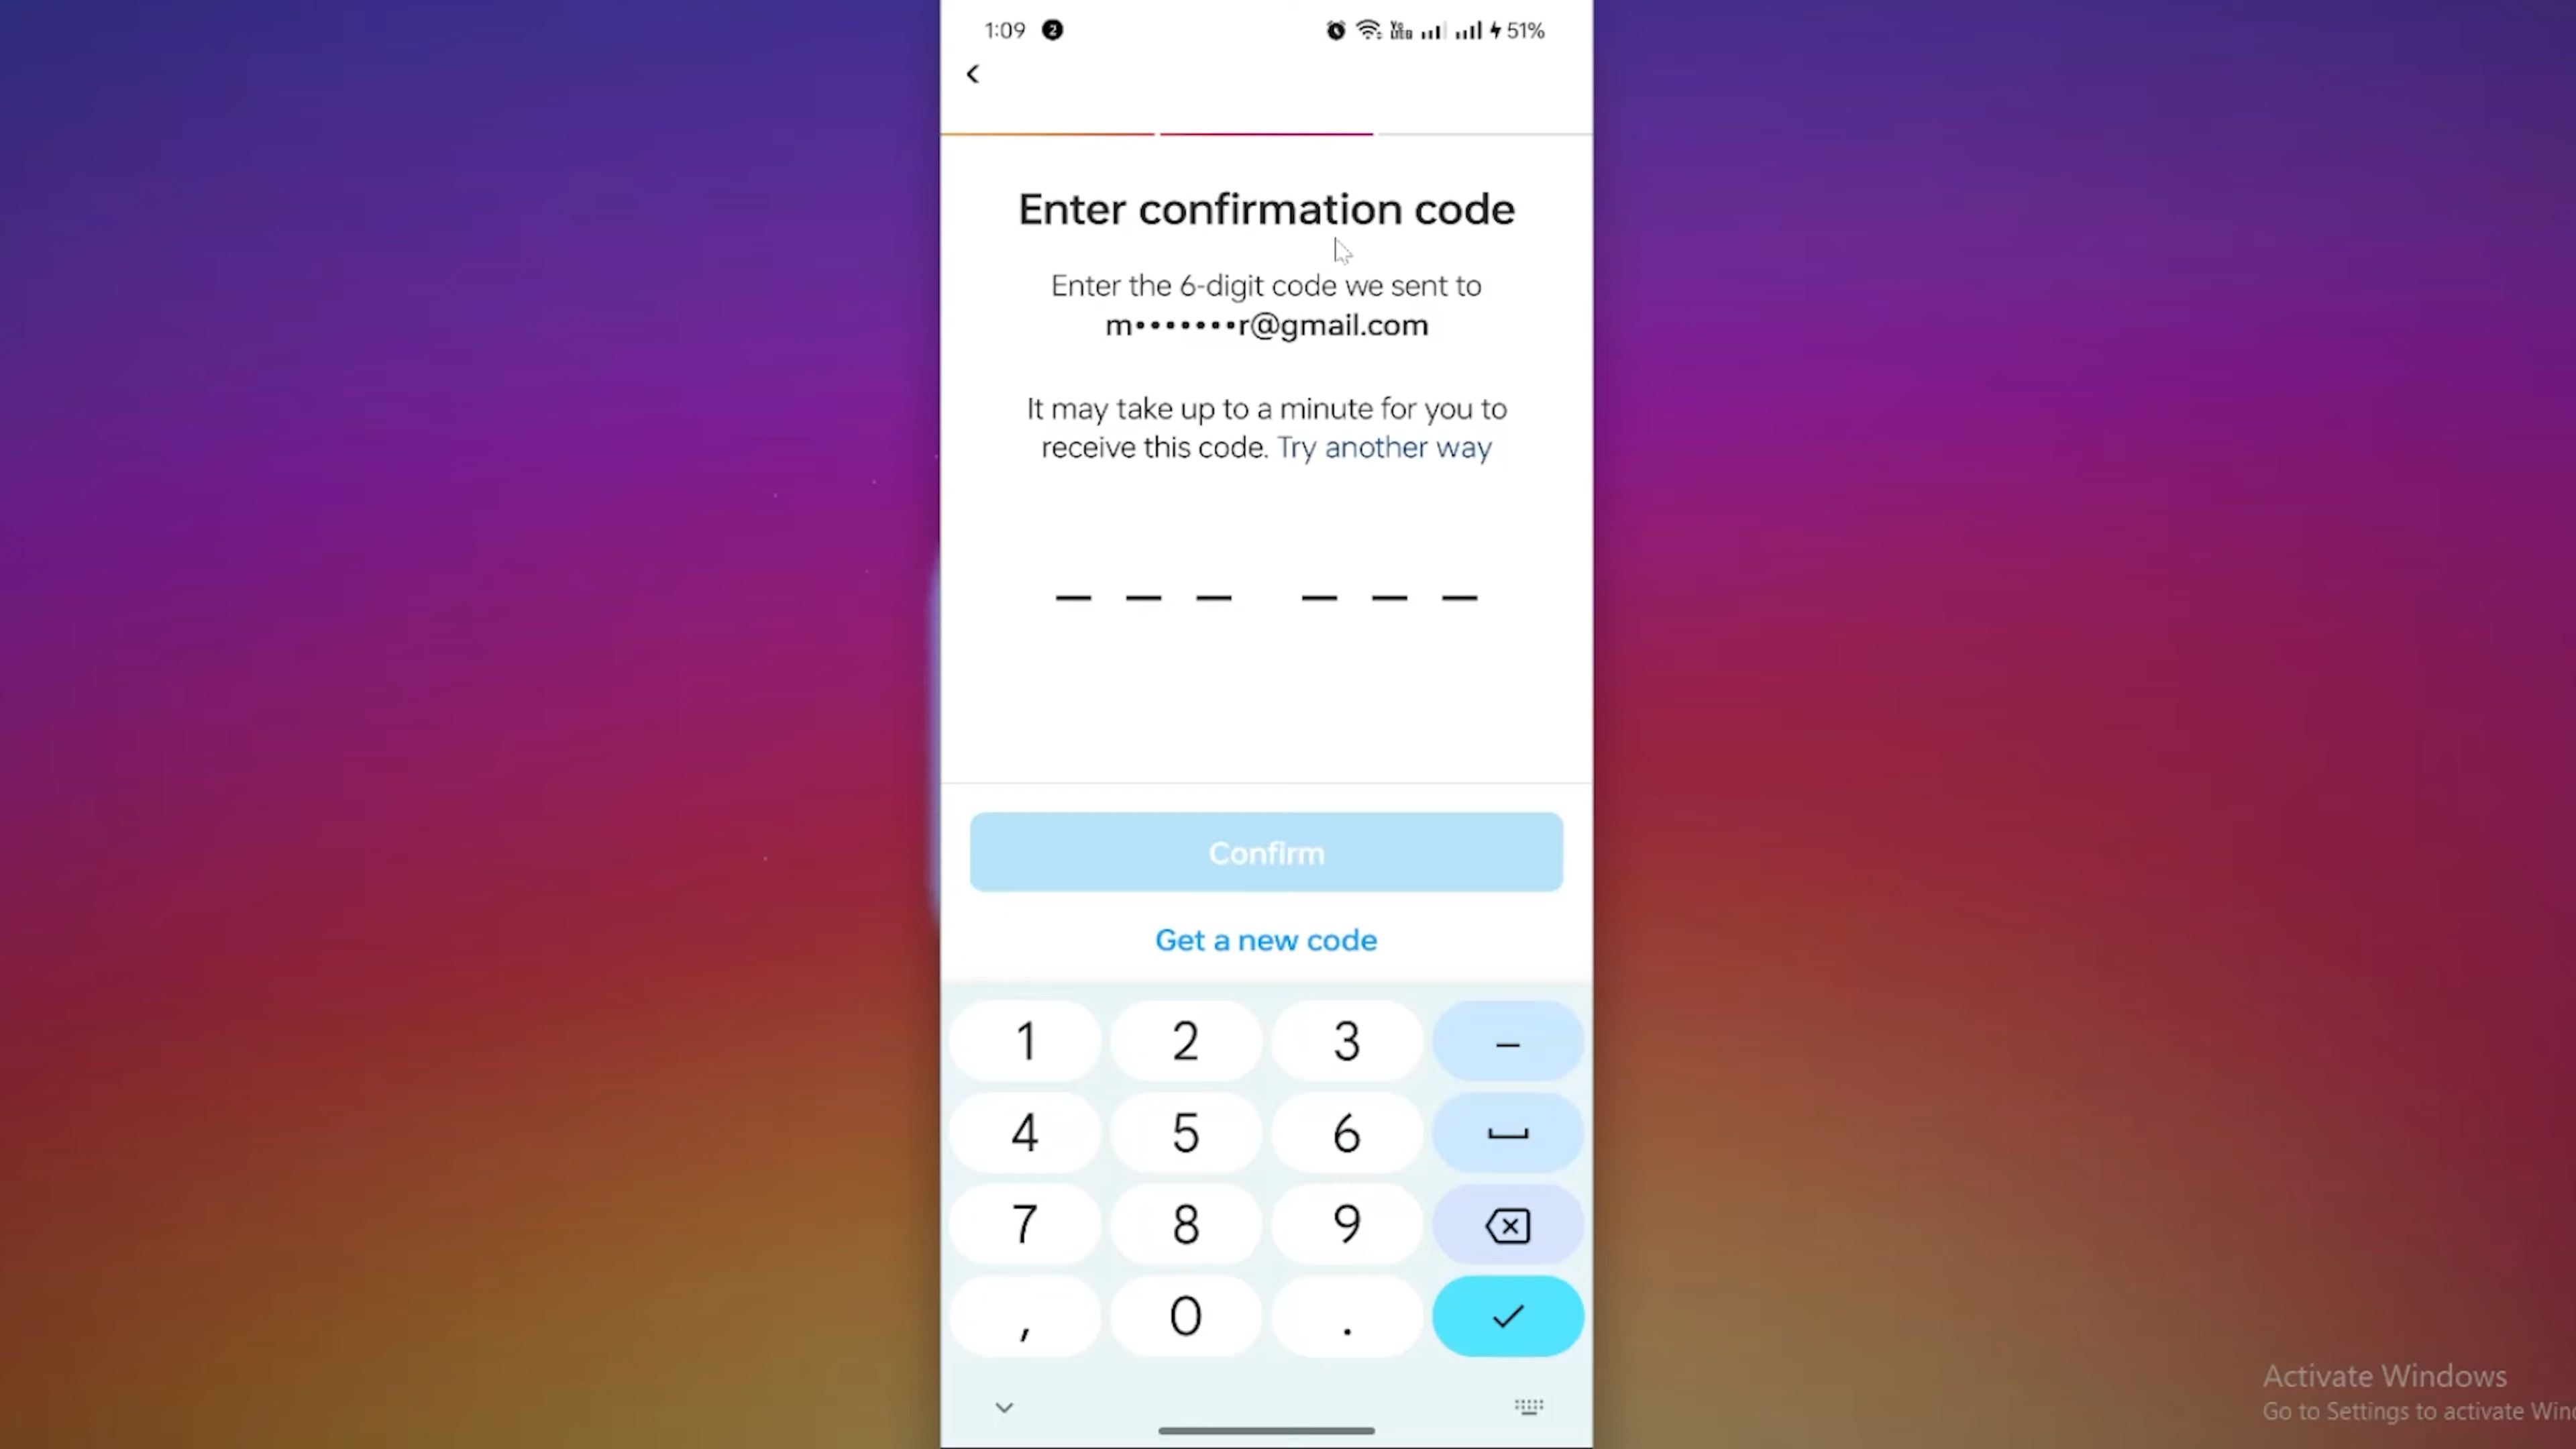 1:09 2 51%
Enter confirmation code
Enter the 6-digit code we sent to
m•••••••r@gmail.com
It may take up to a minute for you to
receive this code. Try another way
Confirm
Get a new code
1 2 3 –
4 5 6
7 8 9
, 0 .
Activate Windows
Go to Settings to activate Win